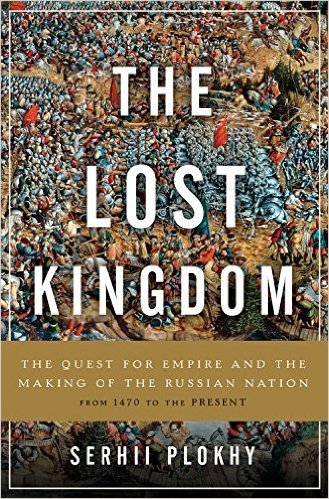 THE
LOST
KINGDOM
THE QUEST FOR EMPIRE AND THE
MAKING OF THE RUSSIAN NATION
FROM 1470 TO THE PRESENT
SERHII PLOKHY